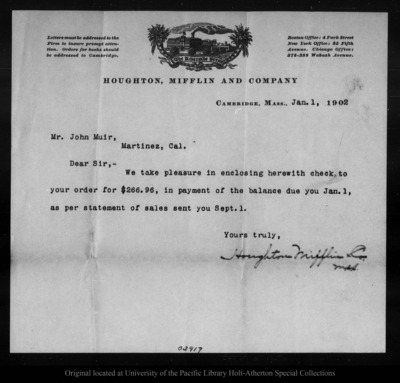 Letters must be addressed to the
Firm to insure prompt atten-
tion. Orders for books should
be addressed to Cambridge.
Boston Office: 4 Park Street
New York Office: 85 Fifth
Avenue. Chicago Office:
378-388 Wabash Avenue.
The Riverside Press
HOUGHTON, MIFFLIN AND COMPANY
CAMBRIDGE, MASS., Jan. 1, 1902
Mr. John Muir,
Martinez, Cal.
Dear Sir,-
We take pleasure in enclosing herewith check, to
your order for $266.96, in payment of the balance due you Jan. 1,
as per statement of sales sent you Sept. 1.
Yours truly,
Houghton Mifflin Co
02917
Original located at University of the Pacific Library Holt-Atherton Special Collections